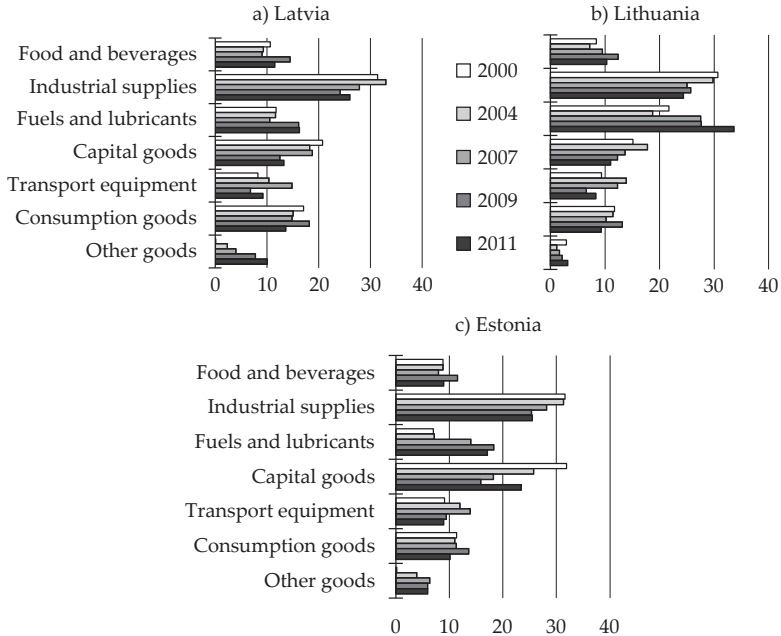 a) Latvia
Food and beverages
Industrial supplies
Fuels and lubricants
Capital goods
Transport equipment
Consumption goods
Other goods
0 10 20 30 40
2000
2004
2007
2009
2011
b) Lithuania
0 10 20 30 40
c) Estonia
Food and beverages
Industrial supplies
Fuels and lubricants
Capital goods
Transport equipment
Consumption goods
Other goods
0 10 20 30 40